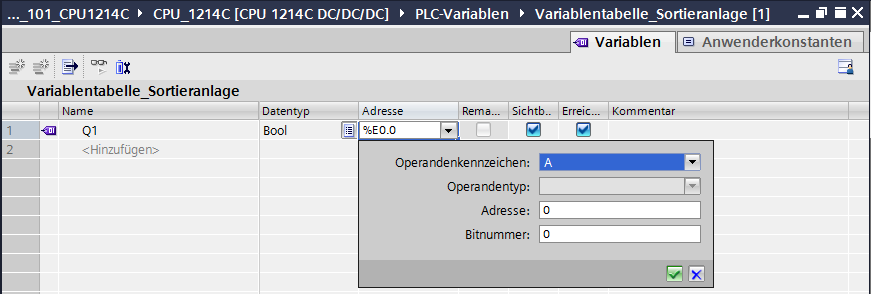 ..._101_CPU1214C ▸ CPU_1214C [CPU 1214C DC/DC/DC] ▸ PLC-Variablen ▸ Variablentabelle_Sortieranlage [1]
Variablen Anwenderkonstanten
Variablentabelle_Sortieranlage
Name Datentyp Adresse Rema... Sichtb.. Erreic... Kommentar
1 Q1 Bool %E0.0
2 <Hinzufügen>
Operandenkennzeichen: A
Operandentyp:
Adresse: 0
Bitnummer: 0